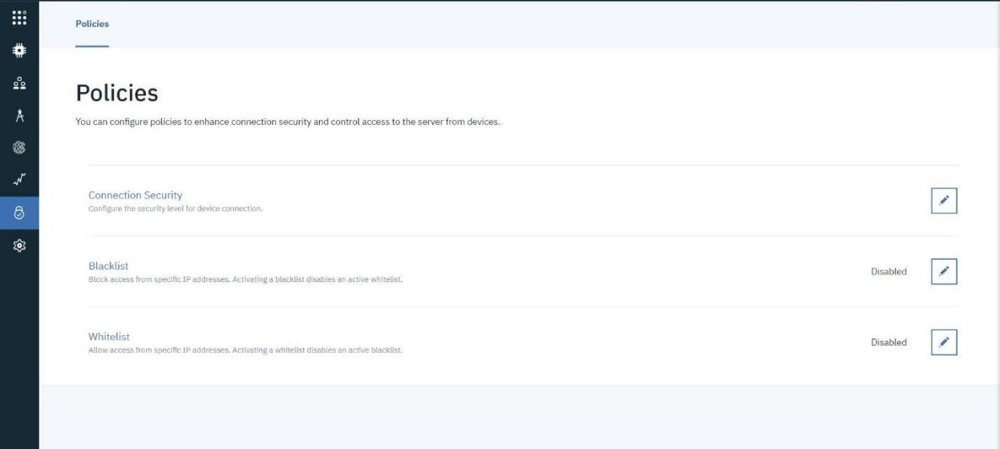 Policies
Policies
You can configure policies to enhance connection security and control access to the server from devices.
Connection Security
Configure the security level for device connection.
Blacklist
Block access from specific IP addresses. Activating a blacklist disables an active whitelist.
Disabled
Whitelist
Allow access from specific IP addresses. Activating a whitelist disables an active blacklist.
Disabled